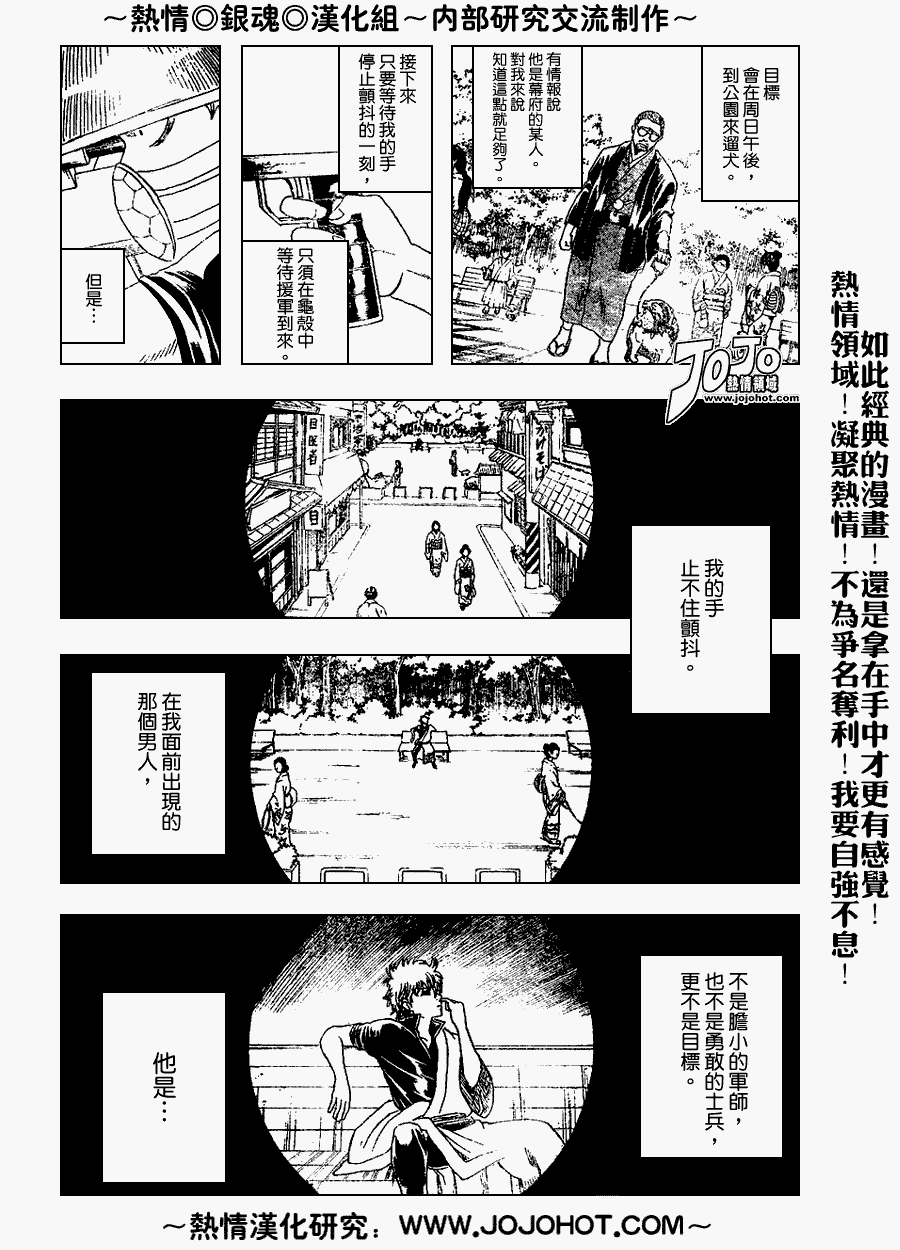 ～熱情◎銀魂◎漢化組～内部研究交流制作～
目標
會在周日午後，
到公園來遛犬。
有情報說
他是幕府的某人。
對我來說
知道這點就足夠了。
接下來
只要等待我的手
停止顫抖的一刻，
只須在龜殼中
等待援軍到來。
但是…
JOJO
熱情領域
www.jojohot.com
我的手
止不住顫抖。
在我面前出現的
那個男人，
不是膽小的軍師，
也不是勇敢的士兵，
更不是目標。
他是…
如此經典的漫畫！還是拿在手中才更有感覺！
熱情領域！凝聚熱情！不為爭名奪利！我要自強不息！
～熱情漢化研究：WWW.JOJOHOT.COM～